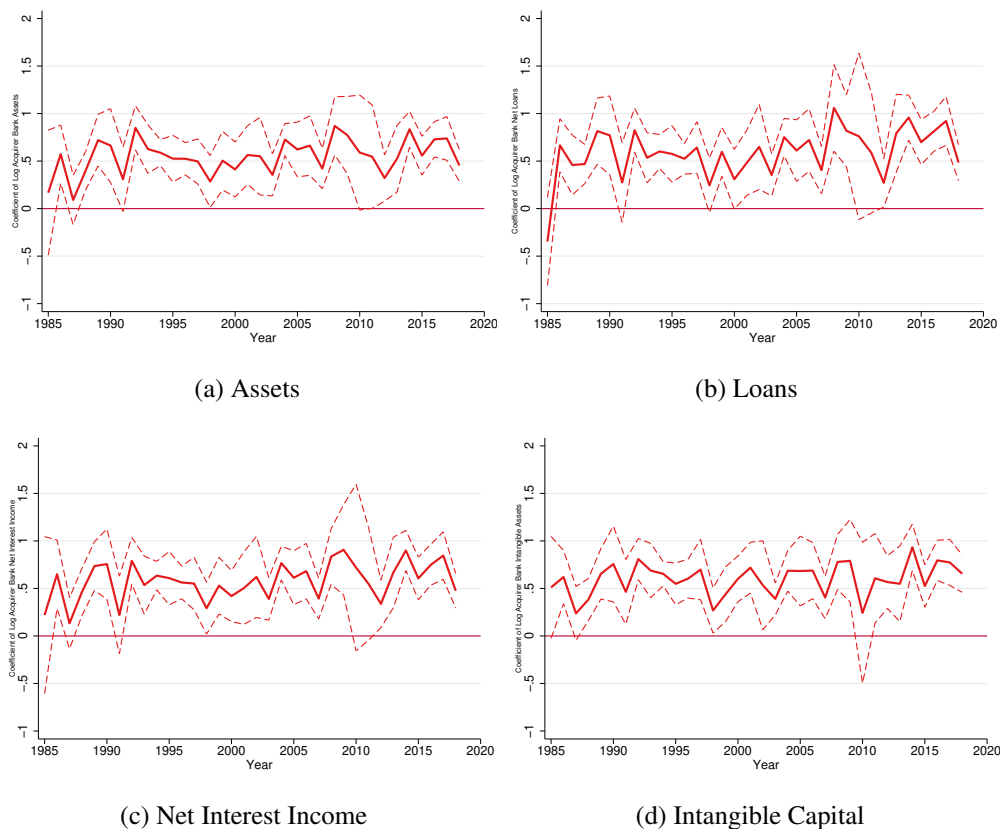 Coefficient of Log Acquirer Bank Assets
2
1.5
1
.5
0
-.5
-1
1985 1990 1995 2000 2005 2010 2015 2020
Year
(a) Assets
Coefficient of Log Acquirer Bank Net Loans
2
1.5
1
.5
0
-.5
-1
1985 1990 1995 2000 2005 2010 2015 2020
Year
(b) Loans
Coefficient of Log Acquirer Bank Net Interest Income
2
1.5
1
.5
0
-.5
-1
1985 1990 1995 2000 2005 2010 2015 2020
Year
(c) Net Interest Income
Coefficient of Log Acquirer Bank Intangible Assets
2
1.5
1
.5
0
-.5
-1
1985 1990 1995 2000 2005 2010 2015 2020
Year
(d) Intangible Capital